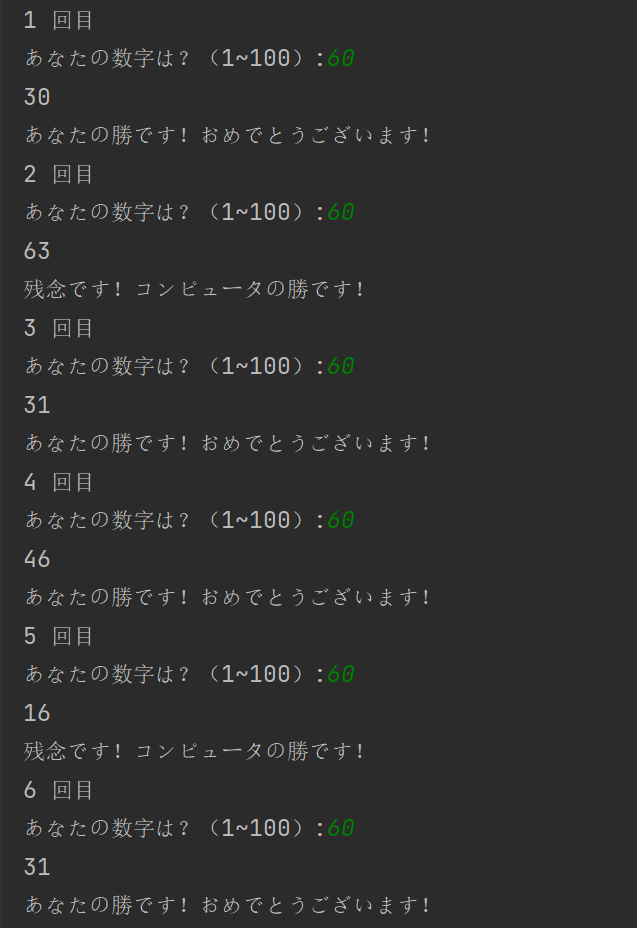 1 回目
あなたの数字は？（1~100）:60
30
あなたの勝です！おめでとうございます！
2 回目
あなたの数字は？（1~100）:60
63
残念です！コンピュータの勝です！
3 回目
あなたの数字は？（1~100）:60
31
あなたの勝です！おめでとうございます！
4 回目
あなたの数字は？（1~100）:60
46
あなたの勝です！おめでとうございます！
5 回目
あなたの数字は？（1~100）:60
16
残念です！コンピュータの勝です！
6 回目
あなたの数字は？（1~100）:60
31
あなたの勝です！おめでとうございます！